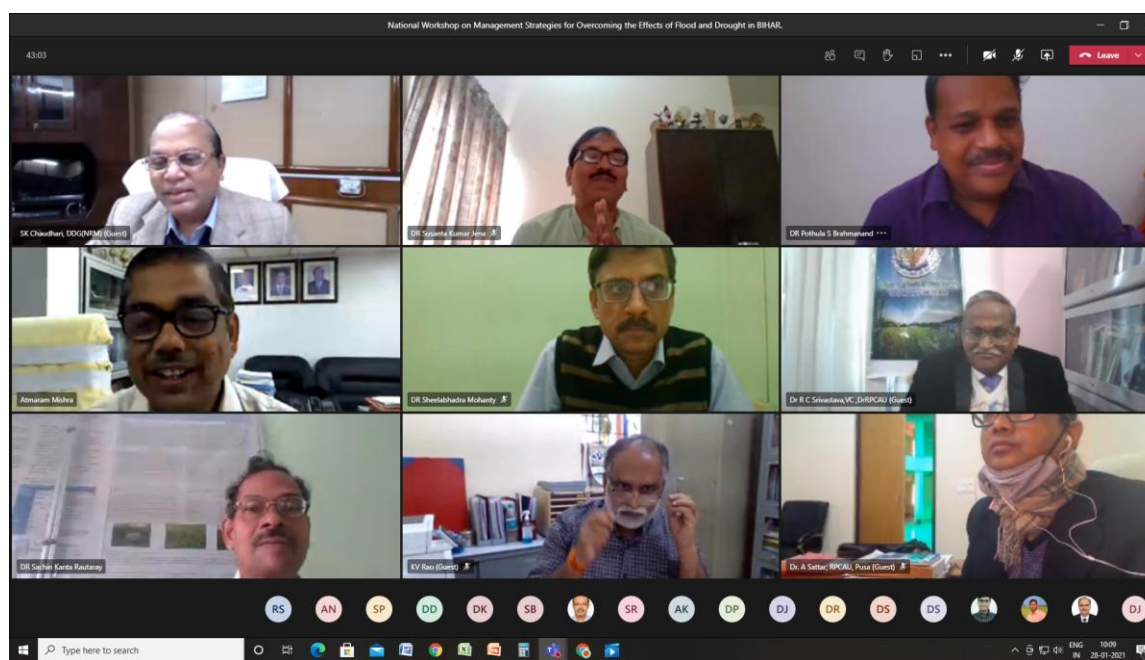 National Workshop on Management Strategies for Overcoming the Effects of Flood and Drought in BIHAR.
43:03
Leave
SK Chaudhari, DDG(NRM) (Guest)
DR Susanta Kumar Jena
DR Pothula S Brahmanand
Atmaram Mishra
DR Sheelabhadra Mohanty
Dr R C Srivastava,VC ,DrRPCAU (Guest)
DR Sachin Kanta Rautaray
KV Rao (Guest)
Dr. A Sattar, RPCAU, Pusa (Guest)
RS AN SP DD DK SB SR AK DP DJ DR DS DS DJ
Type here to search
ENG 10:09
IN 28-01-2021